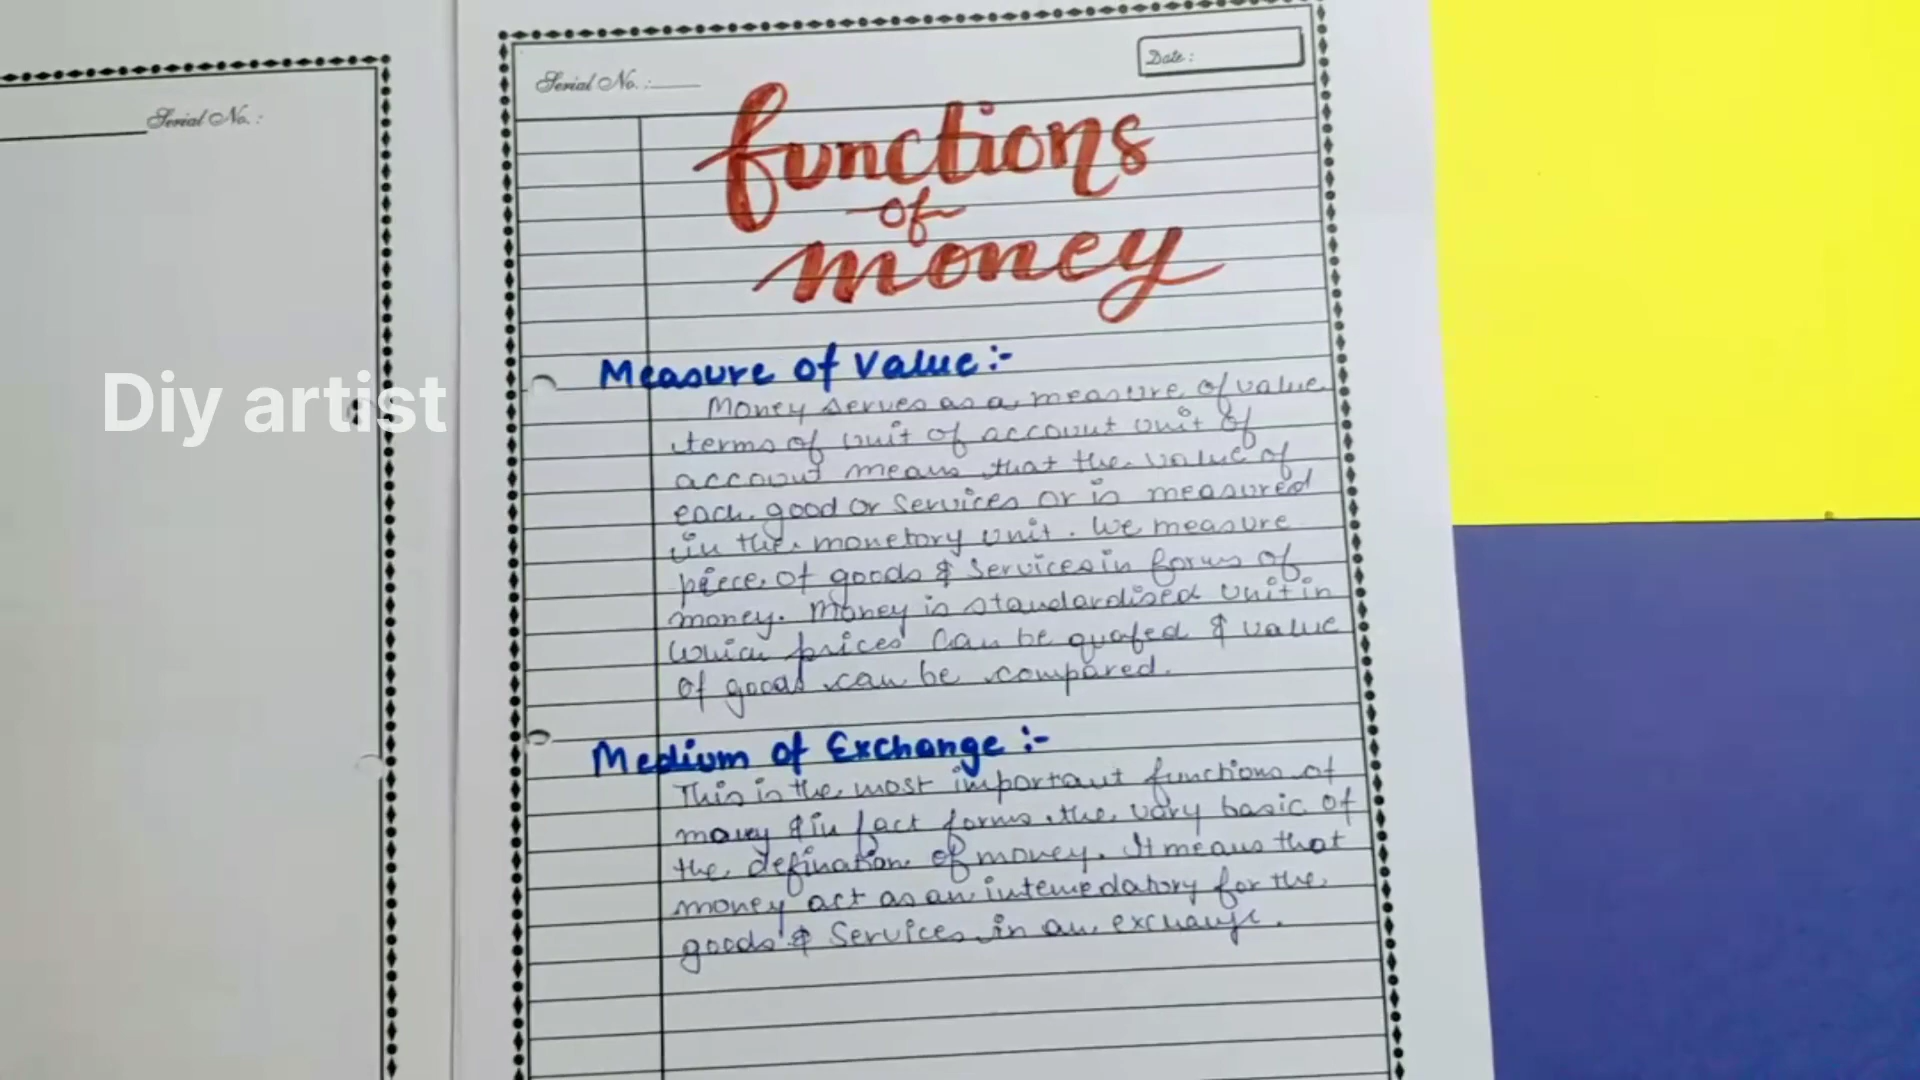 Serial No. :
Serial No. :
Date :
functions
of
money
Measure of Value :-
Money serves as a measure of value
terms of unit of account unit of
account means that the value of
each good or services or is measured
in the monetory unit. We measure
piece of goods & services in forms of
money. Money is standardised unit in
which prices can be quafed & value
of goods can be compared.
Medium of Exchange :-
This is the most important functions of
money & in fact forms the vary basic of
the defination of money. It means that
money act as an intemedatory for the
goods & Services in an exchange.
Diy artist